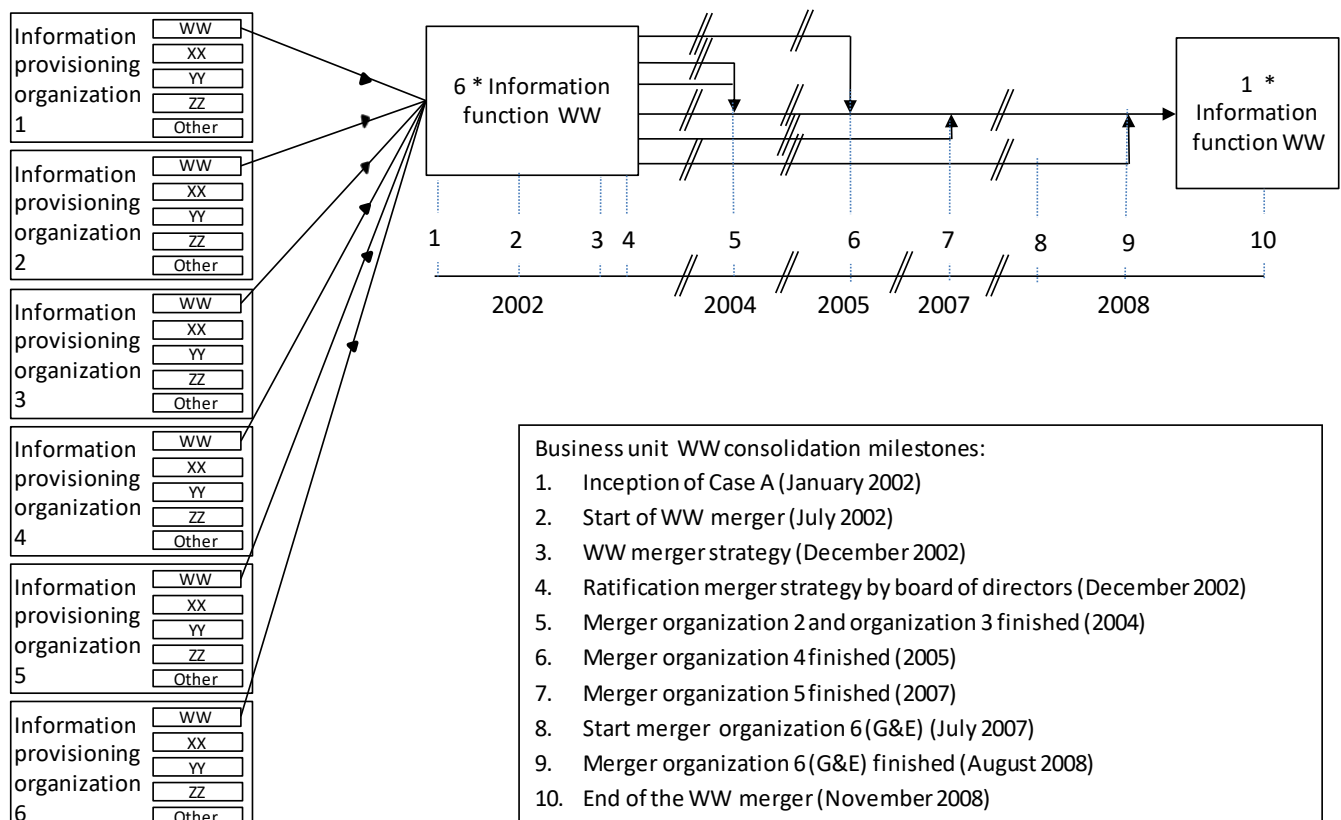 Information
provisioning
organization
1
WW
XX
YY
ZZ
Other
Information
provisioning
organization
2
WW
XX
YY
ZZ
Other
Information
provisioning
organization
3
WW
XX
YY
ZZ
Other
Information
provisioning
organization
4
WW
XX
YY
ZZ
Other
Information
provisioning
organization
5
WW
XX
YY
ZZ
Other
Information
provisioning
organization
6
WW
XX
YY
ZZ
Other
6 * Information
function WW
1 *
Information
function WW
1 2 3 4 5 6 7 8 9 10
2002 2004 2005 2007 2008
Business unit WW consolidation milestones:
1. Inception of Case A (January 2002)
2. Start of WW merger (July 2002)
3. WW merger strategy (December 2002)
4. Ratification merger strategy by board of directors (December 2002)
5. Merger organization 2 and organization 3 finished (2004)
6. Merger organization 4 finished (2005)
7. Merger organization 5 finished (2007)
8. Start merger organization 6 (G&E) (July 2007)
9. Merger organization 6 (G&E) finished (August 2008)
10. End of the WW merger (November 2008)